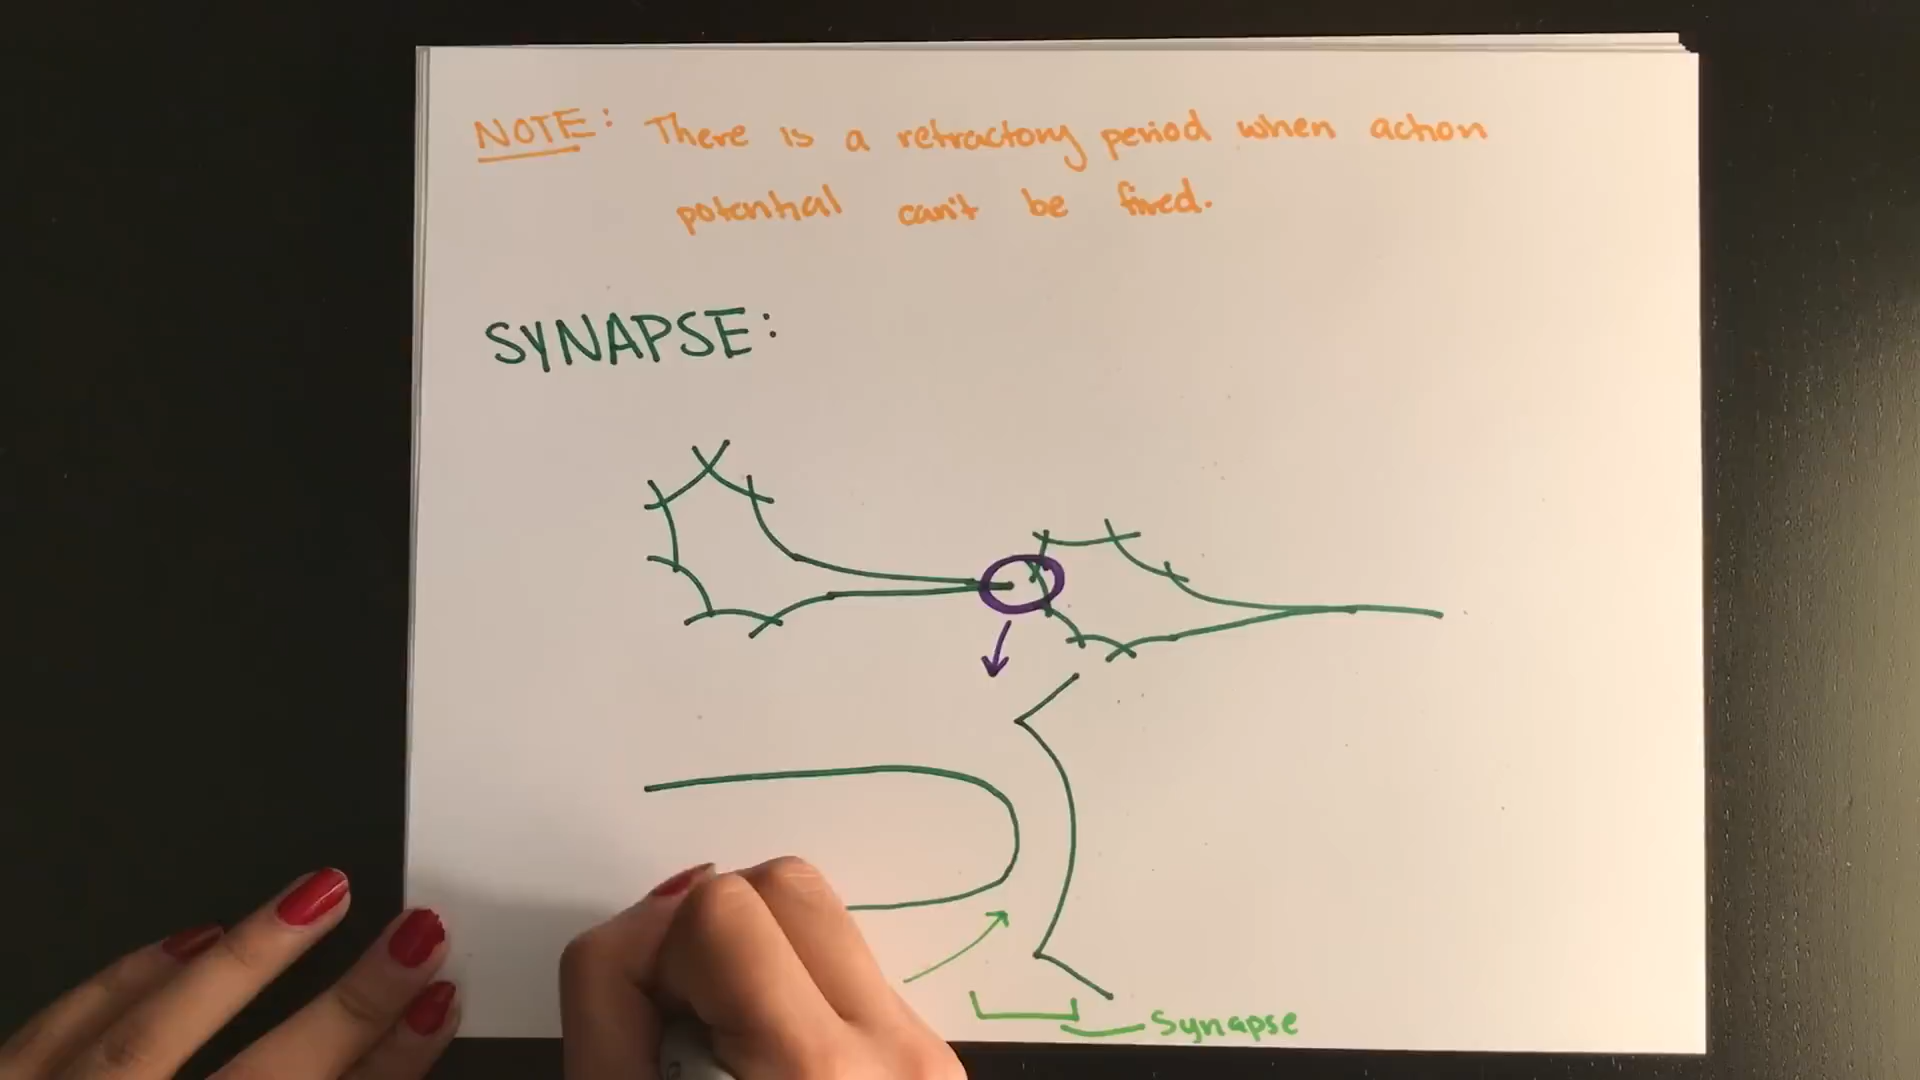 NOTE: There is a refractory period when action
potential can't be fired.
SYNAPSE:
Synapse